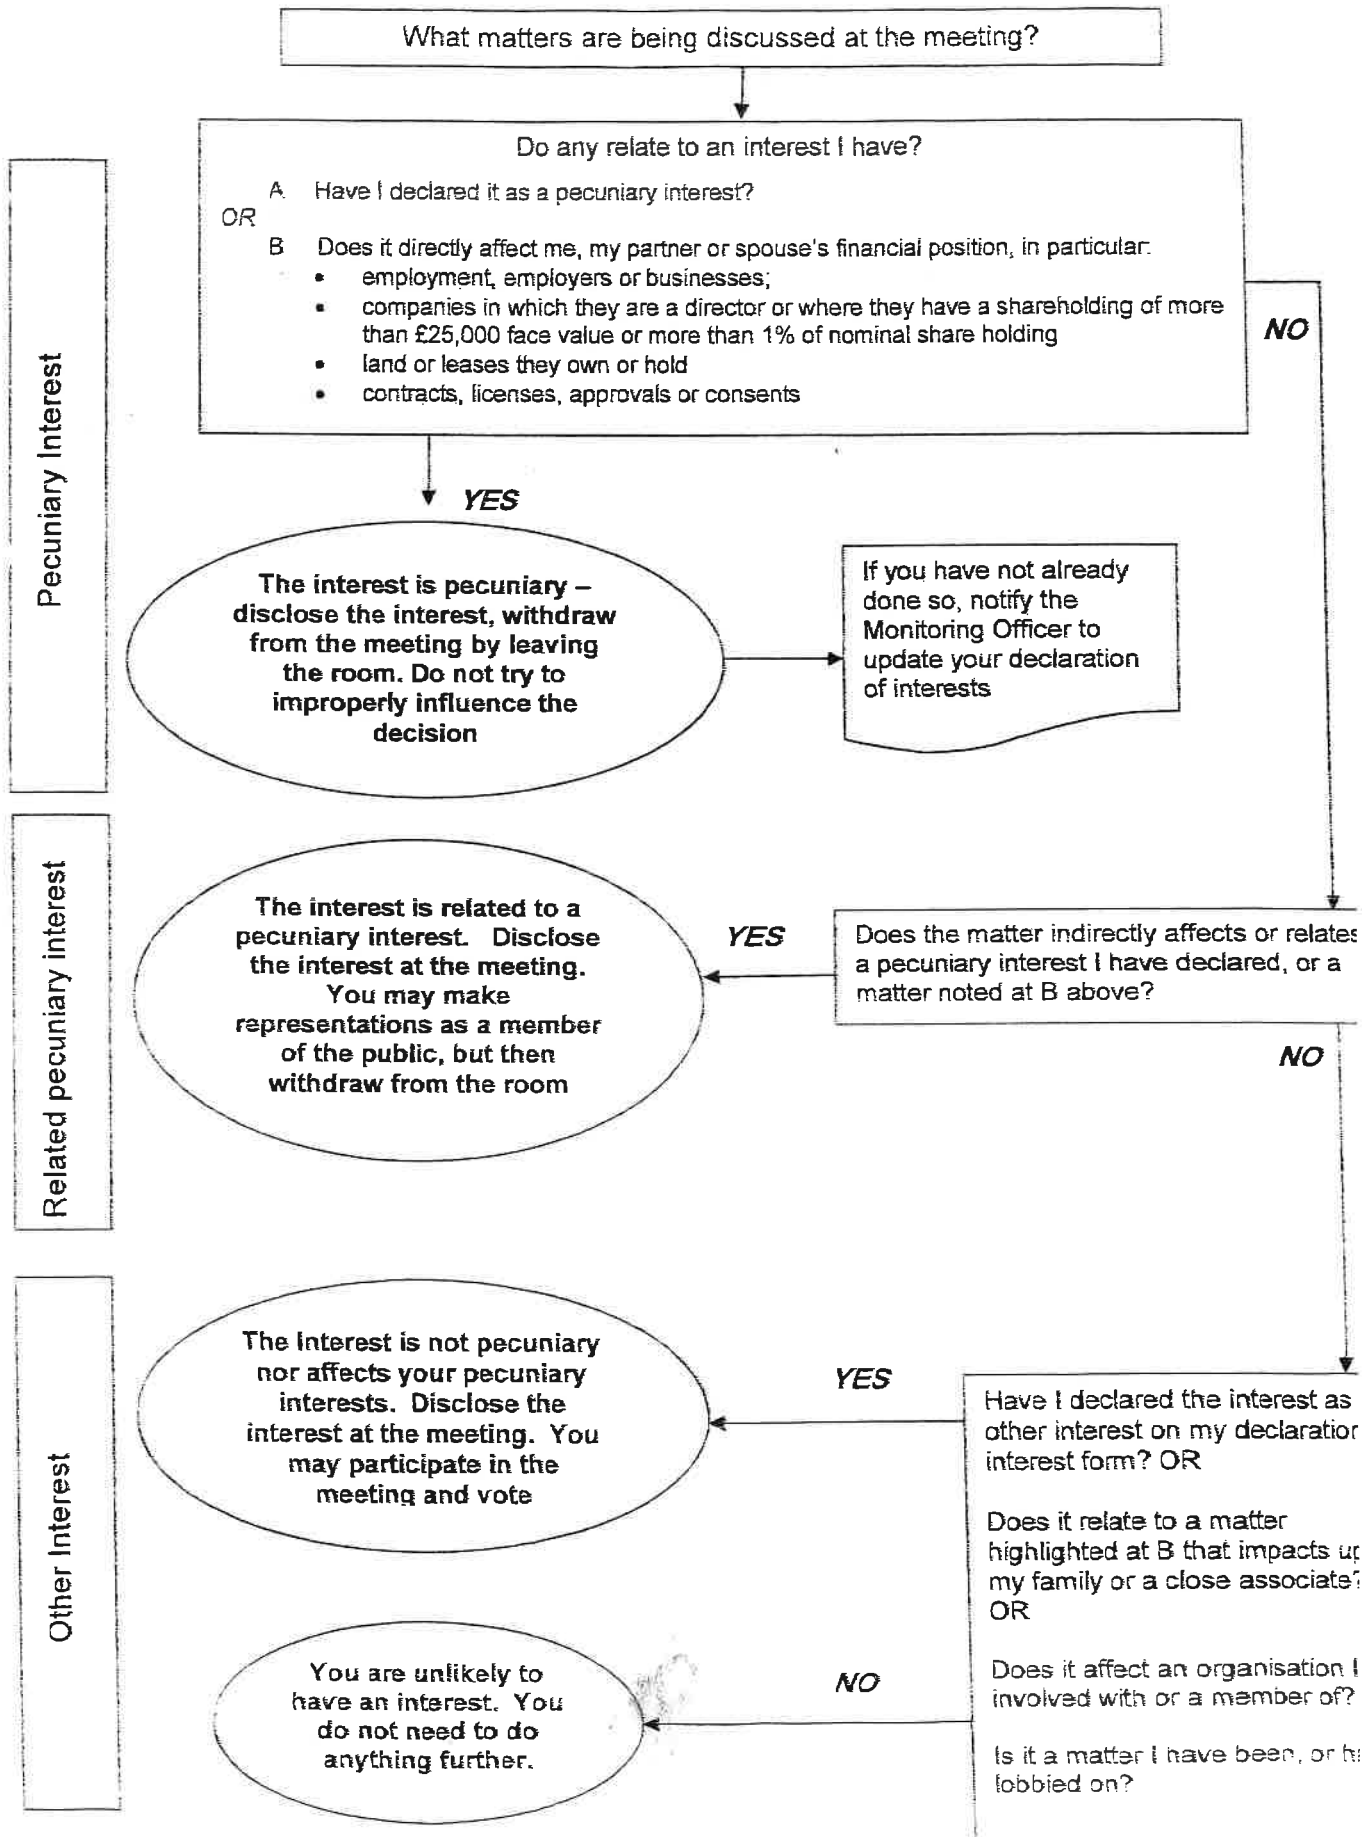 What matters are being discussed at the meeting?
Do any relate to an interest I have?
A Have I declared it as a pecuniary interest?
OR
B Does it directly affect me, my partner or spouse's financial position, in particular:
• employment, employers or businesses;
• companies in which they are a director or where they have a shareholding of more
than £25,000 face value or more than 1% of nominal share holding
• land or leases they own or hold
• contracts, licenses, approvals or consents
NO
Pecuniary Interest
YES
The interest is pecuniary –
disclose the interest, withdraw
from the meeting by leaving
the room. Do not try to
improperly influence the
decision
If you have not already
done so, notify the
Monitoring Officer to
update your declaration
of interests
Related pecuniary interest
The interest is related to a
pecuniary interest. Disclose
the interest at the meeting.
You may make
representations as a member
of the public, but then
withdraw from the room
YES
Does the matter indirectly affects or relates
a pecuniary interest I have declared, or a
matter noted at B above?
NO
Other Interest
The Interest is not pecuniary
nor affects your pecuniary
interests. Disclose the
interest at the meeting. You
may participate in the
meeting and vote
YES
Have I declared the interest as
other interest on my declaration
interest form? OR
Does it relate to a matter
highlighted at B that impacts
my family or a close associate?
OR
Does it affect an organisation I
involved with or a member of?
Is it a matter I have been, or
lobbied on?
NO
You are unlikely to
have an interest. You
do not need to do
anything further.